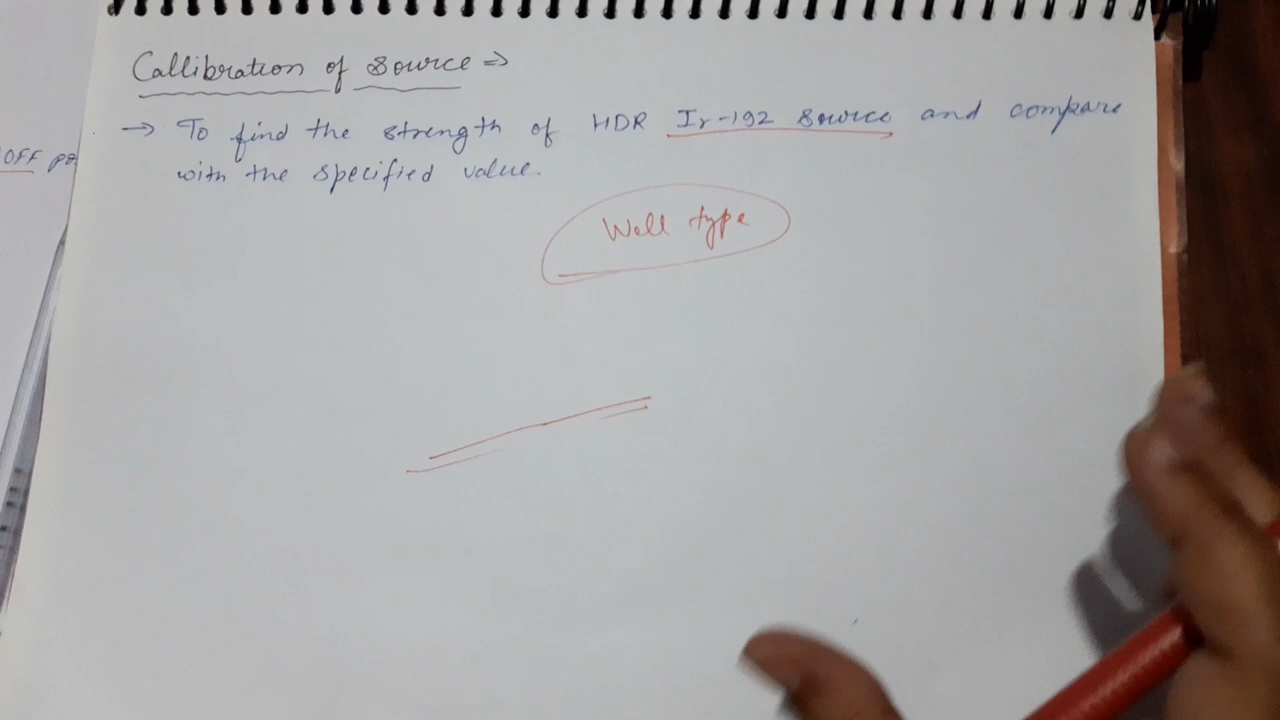 Callibration of Source ⇒
→ To find the strength of HDR Ir-192 Source and compare
with the specified value.
Well type
OFF